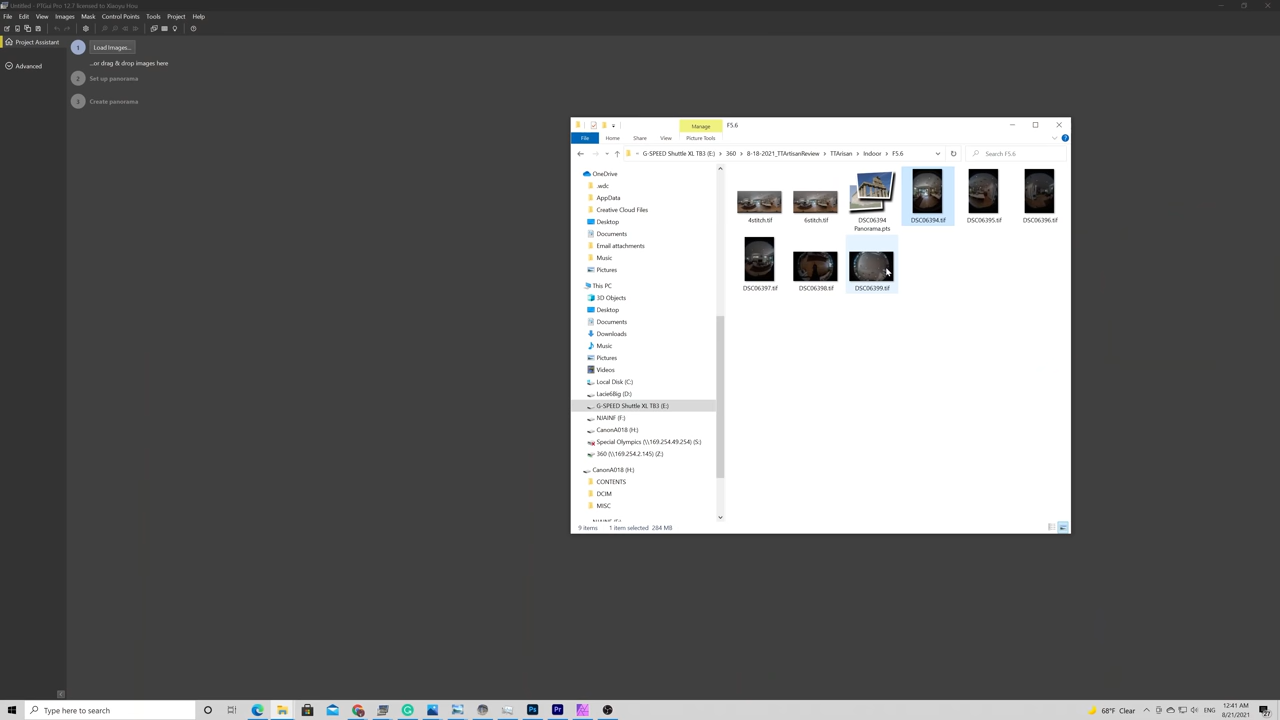 Untitled - PTGui Pro 12.7 licensed to Xiaoyu Hou
File Edit View Images Mask Control Points Tools Project Help
Project Assistant
1 Load Images...
...or drag & drop images here
Advanced
2 Set up panorama
3 Create panorama
Manage F5.6
File Home Share View Picture Tools
G-SPEED Shuttle XL TB3 (E:) > 360 > 8-18-2021_TTArtisanReview > TTArisan > Indoor > F5.6
Search F5.6
OneDrive
.wdc
AppData
Creative Cloud Files
Desktop
Documents
Email attachments
Music
Pictures
This PC
3D Objects
Desktop
Documents
Downloads
Music
Pictures
Videos
Local Disk (C:)
Lacie6Big (D:)
G-SPEED Shuttle XL TB3 (E:)
NJAINF (F:)
CanonA018 (H:)
Special Olympics (\\169.254.49.254) (S:)
360 (\\169.254.2.145) (Z:)
CanonA018 (H:)
CONTENTS
DCIM
MISC
NJAINF (F:)
4stitch.tif 6stitch.tif DSC06394 Panorama.pts DSC06394.tif DSC06395.tif DSC06396.tif
DSC06397.tif DSC06398.tif DSC06399.tif
9 items 1 item selected 284 MB
Type here to search
68°F Clear
12:41 AM
8/21/2021